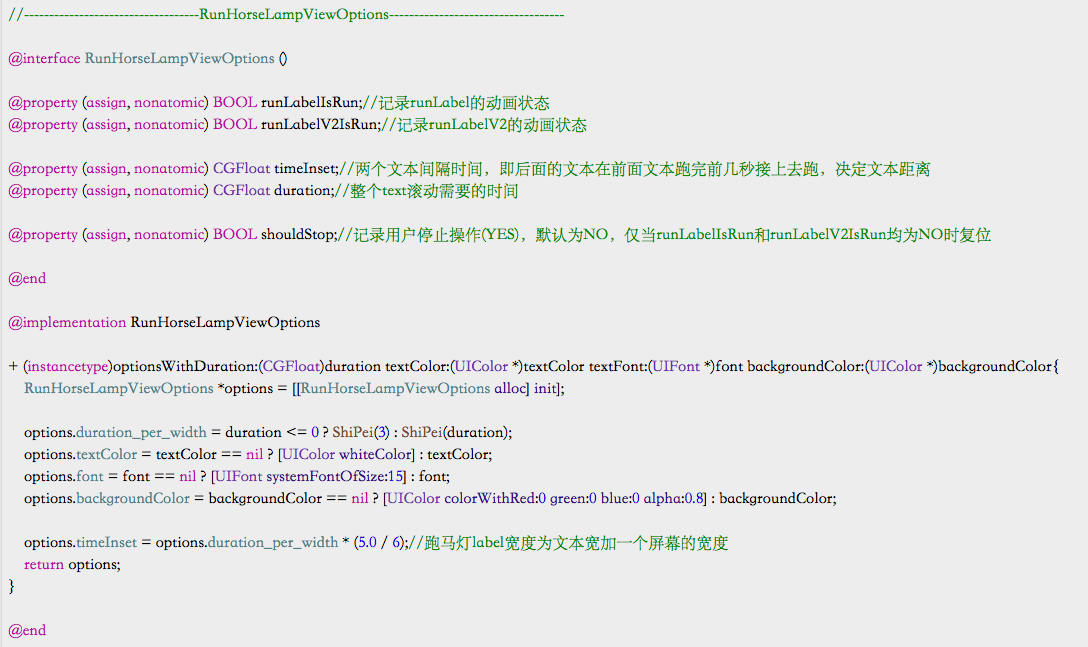 //-----------------------------------RunHorseLampViewOptions-----------------------------------
@interface RunHorseLampViewOptions ()
@property (assign, nonatomic) BOOL runLabelIsRun;//记录runLabel的动画状态
@property (assign, nonatomic) BOOL runLabelV2IsRun;//记录runLabelV2的动画状态
@property (assign, nonatomic) CGFloat timeInset;//两个文本间隔时间，即后面的文本在前面文本跑完前几秒接上去跑，决定文本距离
@property (assign, nonatomic) CGFloat duration;//整个text滚动需要的时间
@property (assign, nonatomic) BOOL shouldStop;//记录用户停止操作(YES)，默认为NO，仅当runLabelIsRun和runLabelV2IsRun均为NO时复位
@end
@implementation RunHorseLampViewOptions
+ (instancetype)optionsWithDuration:(CGFloat)duration textColor:(UIColor *)textColor textFont:(UIFont *)font backgroundColor:(UIColor *)backgroundColor{
RunHorseLampViewOptions *options = [[RunHorseLampViewOptions alloc] init];
options.duration_per_width = duration <= 0 ? ShiPei(3) : ShiPei(duration);
options.textColor = textColor == nil ? [UIColor whiteColor] : textColor;
options.font = font == nil ? [UIFont systemFontOfSize:15] : font;
options.backgroundColor = backgroundColor == nil ? [UIColor colorWithRed:0 green:0 blue:0 alpha:0.8] : backgroundColor;
options.timeInset = options.duration_per_width * (5.0 / 6);//跑马灯label宽度为文本宽加一个屏幕的宽度
return options;
}
@end